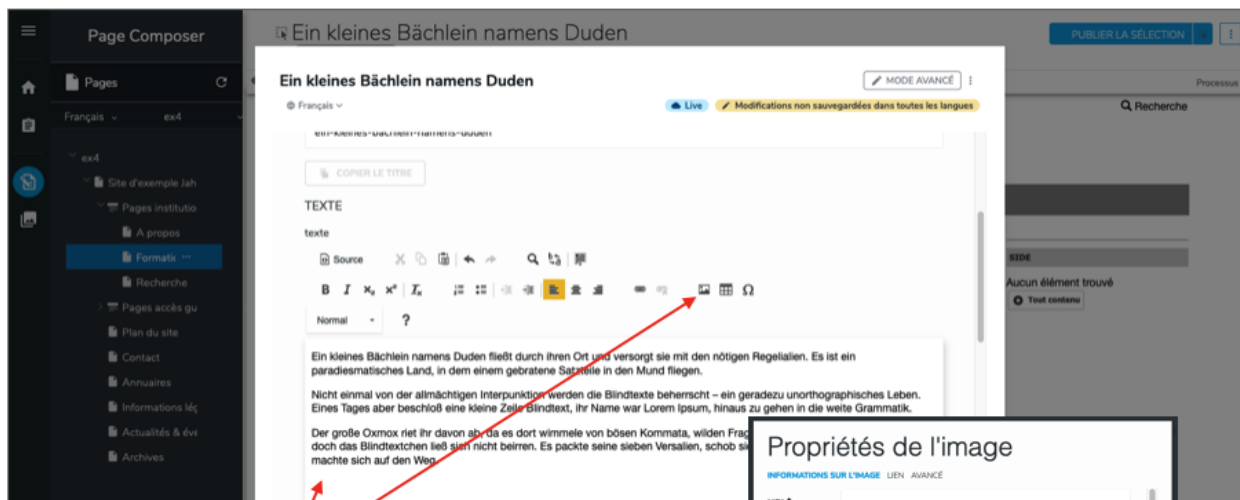 Page Composer
Ein kleines Bächlein namens Duden
PUBLIER LA SÉLECTION
Pages
Ein kleines Bächlein namens Duden
MODE AVANCÉ
Processus
Français
ex4
Français
Live
Modifications non sauvegardées dans toutes les langues
Recherche
ein-kleines-bachlein-namens-duden
ex4
COPIER LE TITRE
Site d'exemple Jah
Pages institutio
TEXTE
A propos
texte
Formatic ...
Source
SIDE
Recherche
Aucun élément trouvé
B I x₂ x² Iₓ
Ω
Tout contenu
Pages accès gu
Normal
?
Plan du site
Contact
Ein kleines Bächlein namens Duden fließt durch ihren Ort und versorgt sie mit den nötigen Regelialien. Es ist ein
paradiesmatisches Land, in dem einem gebratene Satzteile in den Mund fliegen.
Annuaires
Nicht einmal von der allmächtigen Interpunktion werden die Blindtexte beherrscht – ein geradezu unorthographisches Leben.
Informations lég
Eines Tages aber beschloß eine kleine Zeile Blindtext, ihr Name war Lorem Ipsum, hinaus zu gehen in die weite Grammatik.
Actualités & éve
Der große Oxmox riet ihr davon ab, da es dort wimmele von bösen Kommata, wilden Frag
doch das Blindtextchen ließ sich nicht beirren. Es packte seine sieben Versalien, schob sie
Archives
machte sich auf den Weg.
Propriétés de l'image
INFORMATIONS SUR L'IMAGE LIEN AVANCÉ